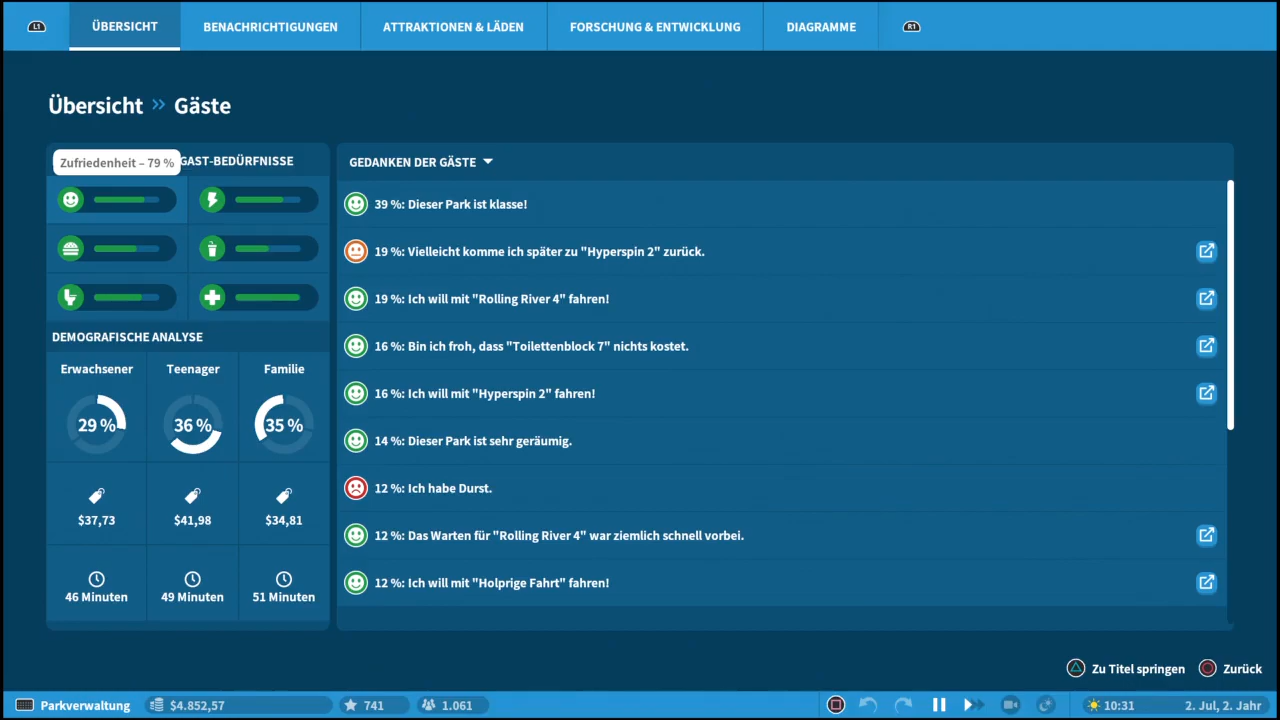 L1
ÜBERSICHT
BENACHRICHTIGUNGEN
ATTRAKTIONEN & LÄDEN
FORSCHUNG & ENTWICKLUNG
DIAGRAMME
R1
Übersicht » Gäste
Zufriedenheit – 79 %
GAST-BEDÜRFNISSE
DEMOGRAFISCHE ANALYSE
Erwachsener
Teenager
Familie
29 %
36 %
35 %
$37,73
$41,98
$34,81
46 Minuten
49 Minuten
51 Minuten
GEDANKEN DER GÄSTE
39 %: Dieser Park ist klasse!
19 %: Vielleicht komme ich später zu "Hyperspin 2" zurück.
19 %: Ich will mit "Rolling River 4" fahren!
16 %: Bin ich froh, dass "Toilettenblock 7" nichts kostet.
16 %: Ich will mit "Hyperspin 2" fahren!
14 %: Dieser Park ist sehr geräumig.
12 %: Ich habe Durst.
12 %: Das Warten für "Rolling River 4" war ziemlich schnell vorbei.
12 %: Ich will mit "Holprige Fahrt" fahren!
Zu Titel springen
Zurück
Parkverwaltung
$4.852,57
741
1.061
10:31
2. Jul, 2. Jahr